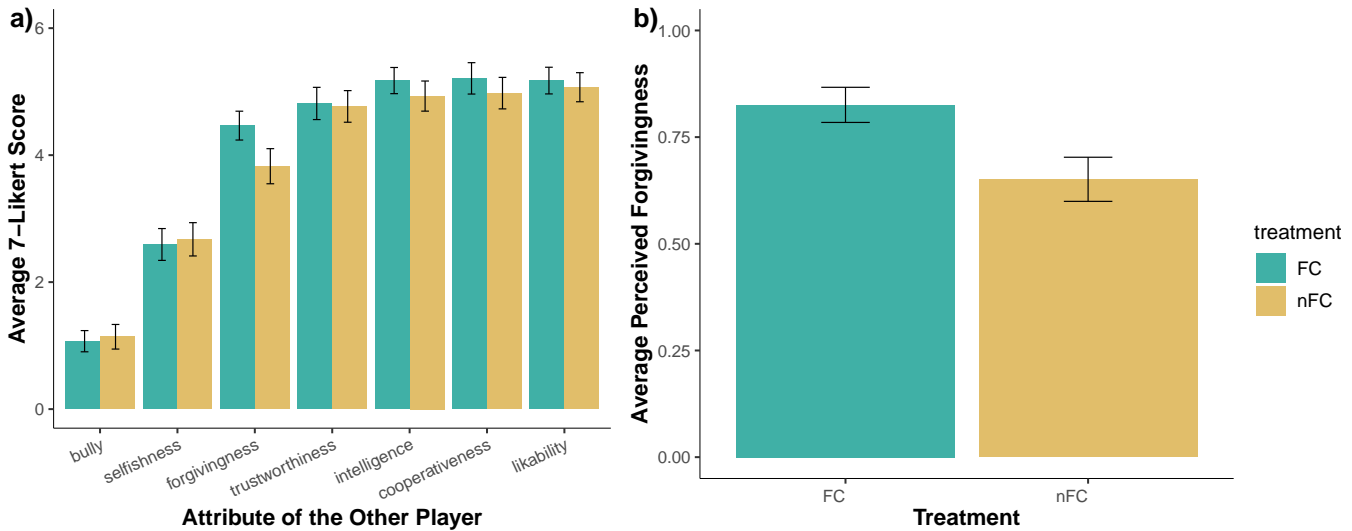 a)
Average 7−Likert Score
6
4
2
0
bully
selfishness
forgivingness
trustworthiness
intelligence
cooperativeness
likability
Attribute of the Other Player
b)
Average Perceived Forgivingness
1.00
0.75
0.50
0.25
0.00
FC
nFC
Treatment
treatment
FC
nFC